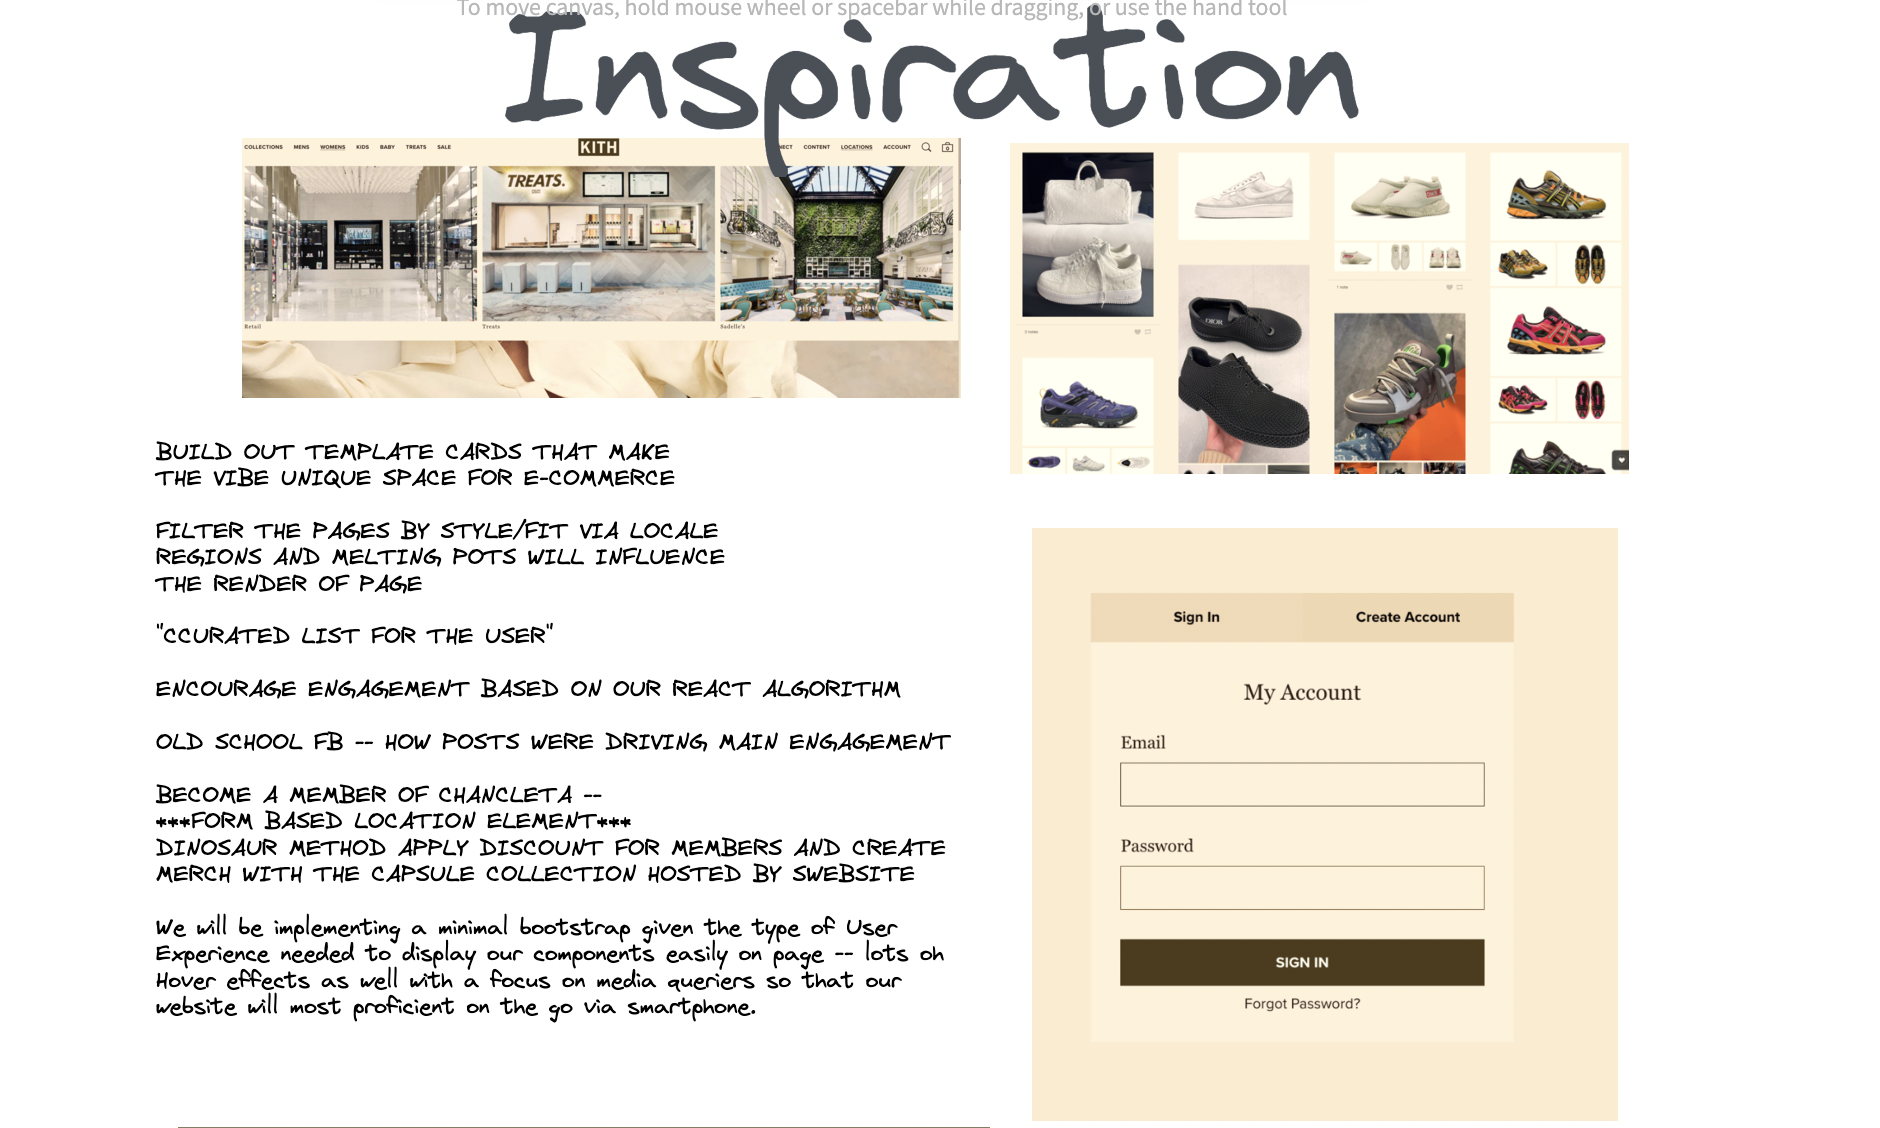 To move canvas, hold mouse wheel or spacebar while dragging, or use the hand tool
Inspiration
COLLECTIONS MENS WOMENS KIDS BABY TREATS SALE
KITH
CONTENT LOCATIONS ACCOUNT
0
TREATS.
Retail
Treats
Sadelle's
DIOR
BUILD OUT TEMPLATE CARDS THAT MAKE
THE VIBE UNIQUE SPACE FOR E-COMMERCE
FILTER THE PAGES BY STYLE/FIT VIA LOCALE
REGIONS AND MELTING POTS WILL INFLUENCE
THE RENDER OF PAGE
"CCURATED LIST FOR THE USER"
ENCOURAGE ENGAGEMENT BASED ON OUR REACT ALGORITHM
OLD SCHOOL FB -- HOW POSTS WERE DRIVING MAIN ENGAGEMENT
BECOME A MEMBER OF CHANCLETA --
***FORM BASED LOCATION ELEMENT***
DINOSAUR METHOD APPLY DISCOUNT FOR MEMBERS AND CREATE
MERCH WITH THE CAPSULE COLLECTION HOSTED BY SWEBSITE
We will be implementing a minimal bootstrap given the type of User
Experience needed to display our components easily on page -- lots oh
Hover effects as well with a focus on media queriers so that our
website will most proficient on the go via smartphone.
Sign In
Create Account
My Account
Email
Password
SIGN IN
Forgot Password?